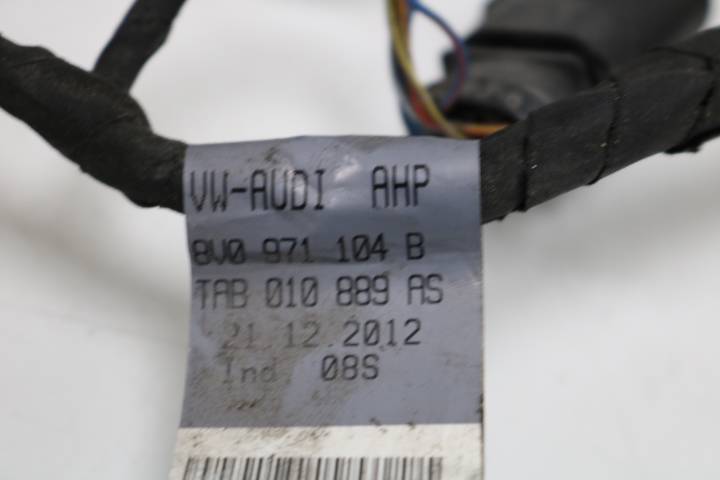 VW-AUDI AHP
8V0 971 104 B
TAB 010 889 AS
21.12.2012
Ind. 08S